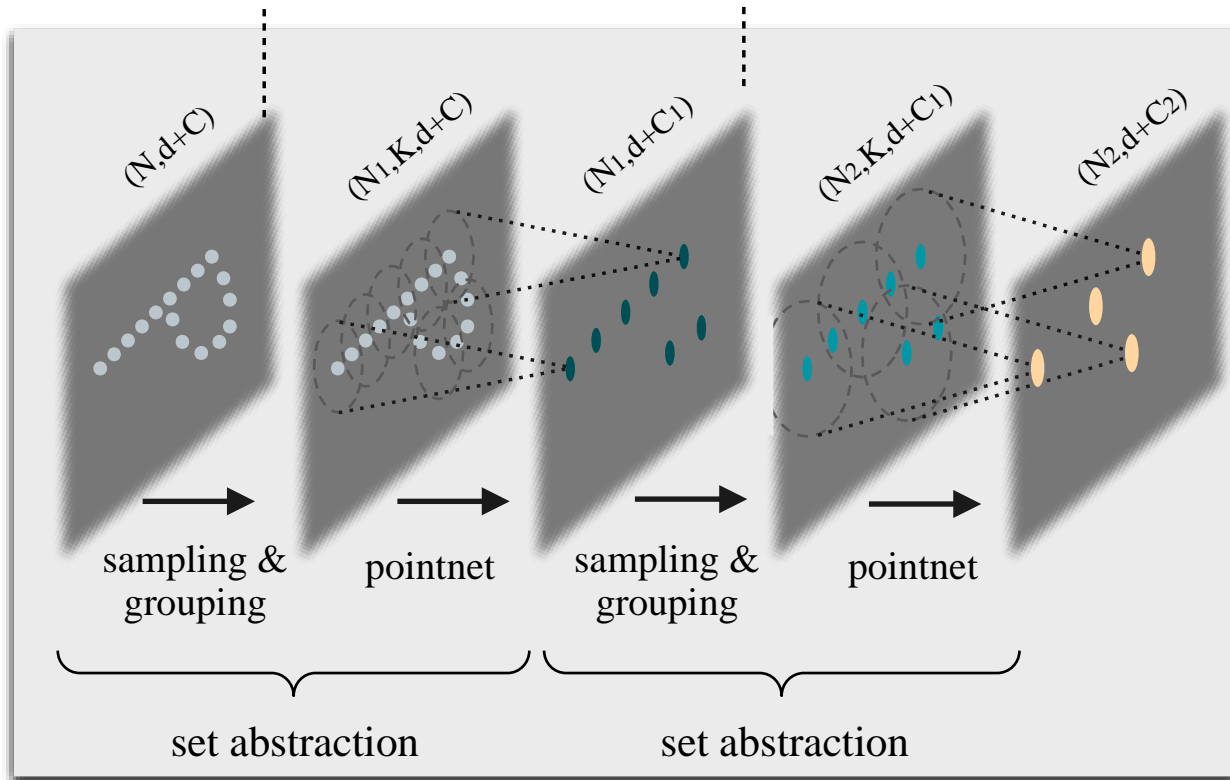 (N,d+C)
(N1,K,d+C)
(N1,d+C1)
(N2,K,d+C1)
(N2,d+C2)
sampling &
grouping
pointnet
sampling &
grouping
pointnet
set abstraction
set abstraction